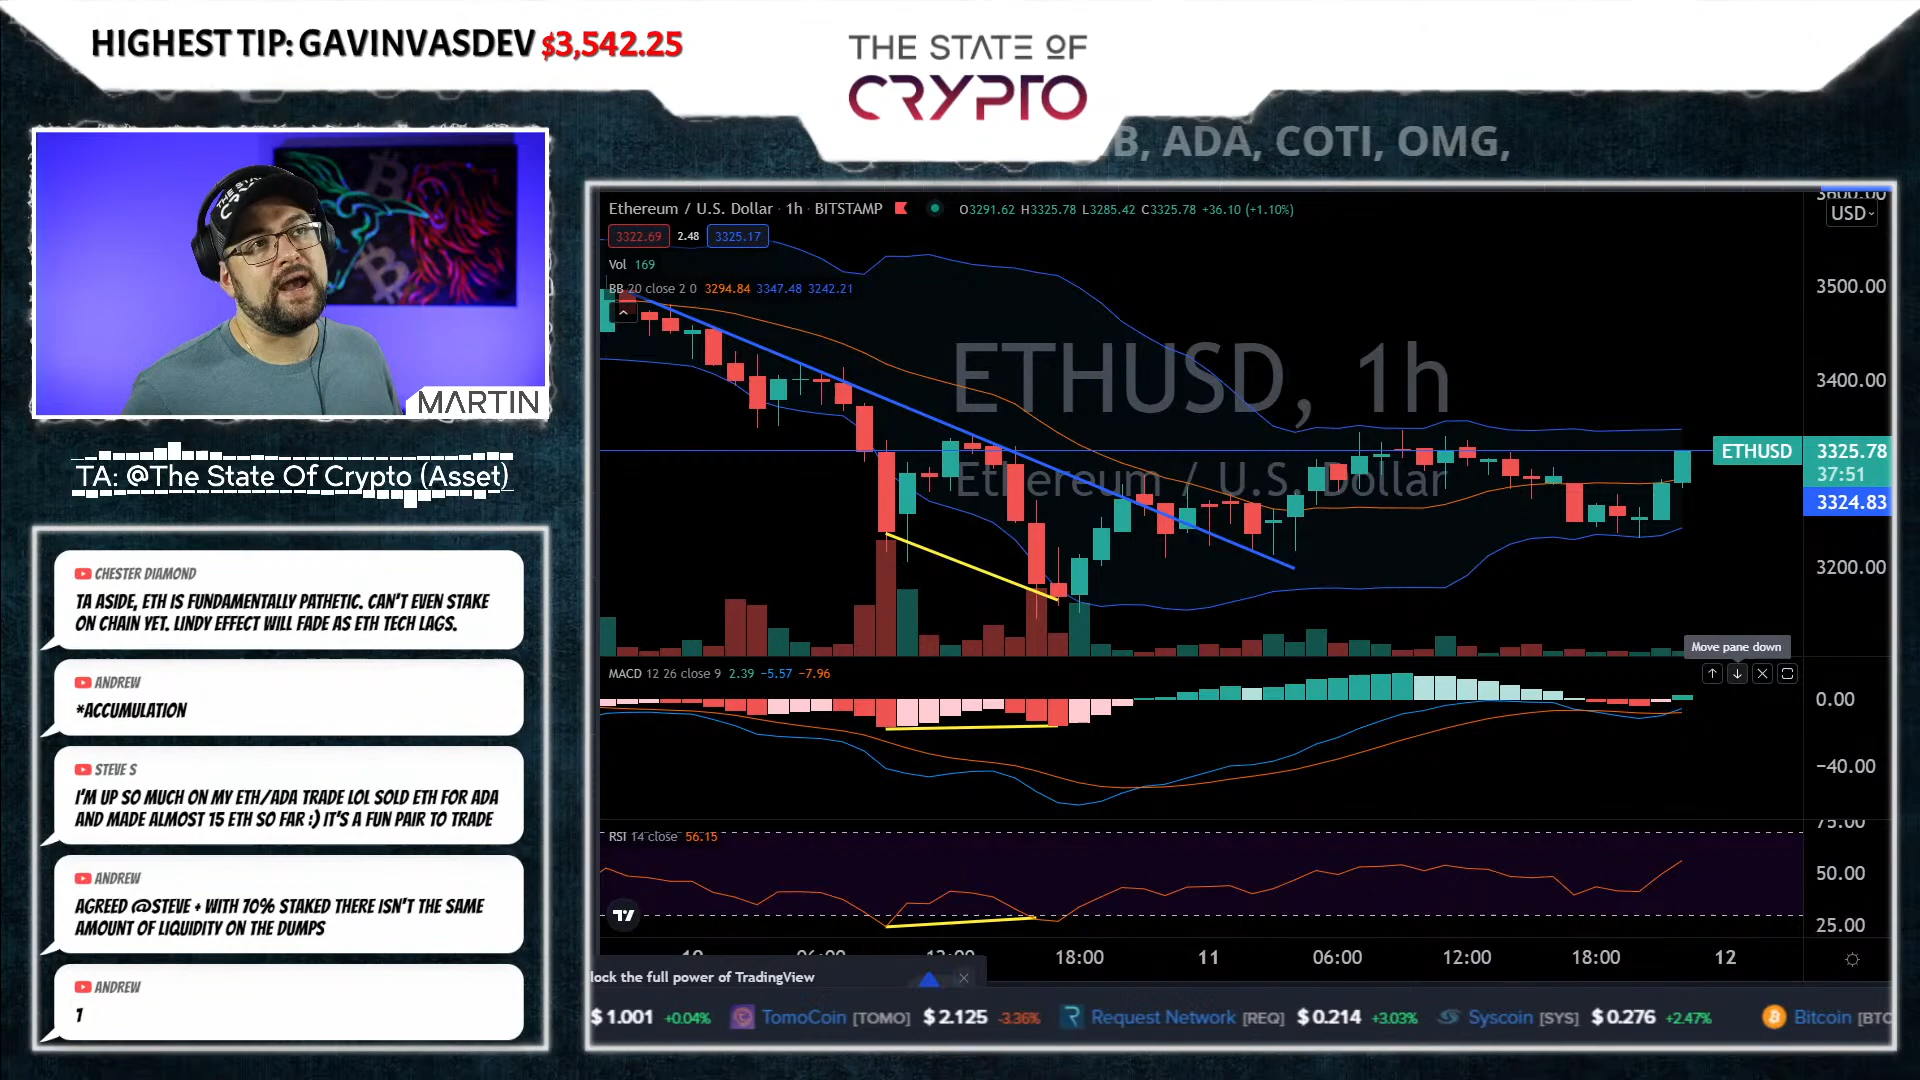 HIGHEST TIP: GAVINVASDEV $3,542.25
THE STATE OF
CRYPTO
B, ADA, COTI, OMG,
THE STA
MARTIN
TA: @The State Of Crypto (Asset)
CHESTER DIAMOND
TA ASIDE, ETH IS FUNDAMENTALLY PATHETIC. CAN'T EVEN STAKE
ON CHAIN YET. LINDY EFFECT WILL FADE AS ETH TECH LAGS.
ANDREW
*ACCUMULATION
STEVE S
I'M UP SO MUCH ON MY ETH/ADA TRADE LOL SOLD ETH FOR ADA
AND MADE ALMOST 15 ETH SO FAR :) IT'S A FUN PAIR TO TRADE
ANDREW
AGREED @STEVE + WITH 70% STAKED THERE ISN'T THE SAME
AMOUNT OF LIQUIDITY ON THE DUMPS
ANDREW
1
Ethereum / U.S. Dollar · 1h · BITSTAMP O3291.62 H3325.78 L3285.42 C3325.78 +36.10 (+1.10%)
3322.69 2.48 3325.17
Vol 169
BB 20 close 2 0 3294.84 3347.48 3242.21
ETHUSD, 1h
Ethereum / U.S. Dollar
3600.00
USD
3500.00
3400.00
ETHUSD 3325.78
37:51
3324.83
3200.00
Move pane down
MACD 12 26 close 9 2.39 −5.57 −7.96
0.00
−40.00
RSI 14 close 56.15
75.00
50.00
25.00
10 06:00 12:00 18:00 11 06:00 12:00 18:00 12
lock the full power of TradingView
$ 1.001 +0.04% TomoCoin [TOMO] $ 2.125 -3.36% Request Network [REQ] $ 0.214 +3.03% Syscoin [SYS] $ 0.276 +2.47% Bitcoin [BTC